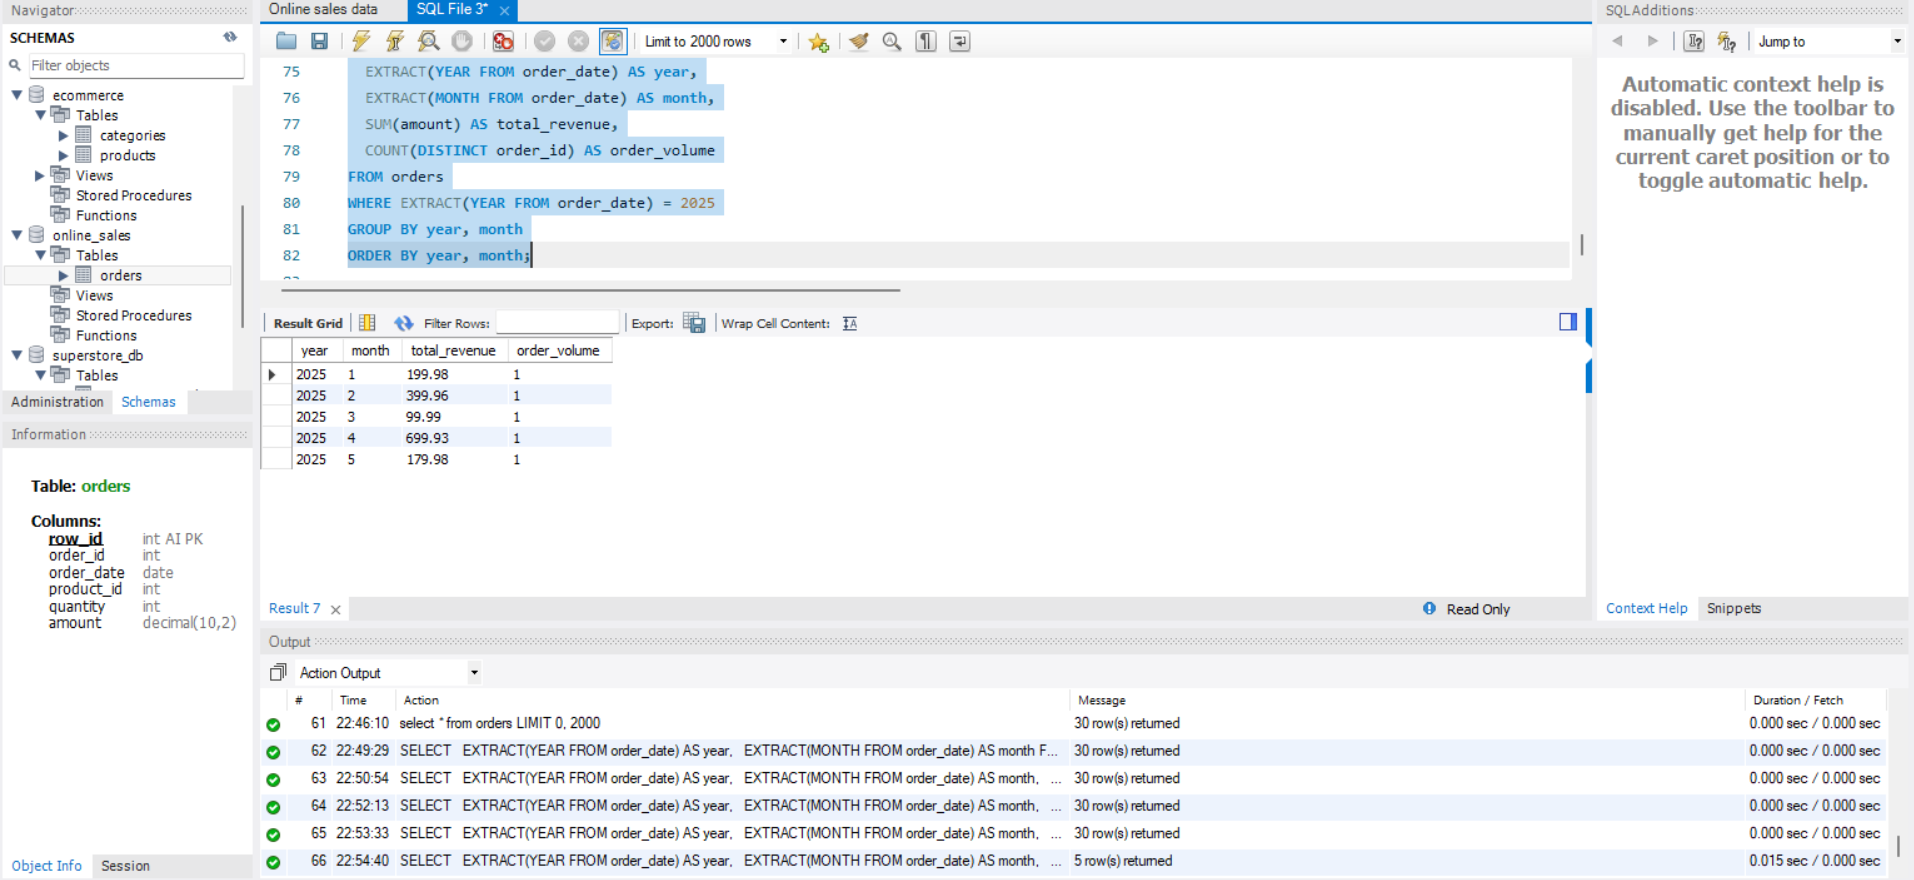 Navigator
SCHEMAS
Filter objects
ecommerce
Tables
categories
products
Views
Stored Procedures
Functions
online_sales
Tables
orders
Views
Stored Procedures
Functions
superstore_db
Tables
Administration Schemas
Information
Table: orders
Columns:
row_id int AI PK
order_id int
order_date date
product_id int
quantity int
amount decimal(10,2)
Object Info Session
Online sales data SQL File 3*
Limit to 2000 rows
75 EXTRACT(YEAR FROM order_date) AS year,
76 EXTRACT(MONTH FROM order_date) AS month,
77 SUM(amount) AS total_revenue,
78 COUNT(DISTINCT order_id) AS order_volume
79 FROM orders
80 WHERE EXTRACT(YEAR FROM order_date) = 2025
81 GROUP BY year, month
82 ORDER BY year, month;
Result Grid Filter Rows: Export: Wrap Cell Content:
year month total_revenue order_volume
2025 1 199.98 1
2025 2 399.96 1
2025 3 99.99 1
2025 4 699.93 1
2025 5 179.98 1
Result 7 Read Only
Output
Action Output
# Time Action Message Duration / Fetch
61 22:46:10 select * from orders LIMIT 0, 2000 30 row(s) returned 0.000 sec / 0.000 sec
62 22:49:29 SELECT EXTRACT(YEAR FROM order_date) AS year, EXTRACT(MONTH FROM order_date) AS month F... 30 row(s) returned 0.000 sec / 0.000 sec
63 22:50:54 SELECT EXTRACT(YEAR FROM order_date) AS year, EXTRACT(MONTH FROM order_date) AS month, ... 30 row(s) returned 0.000 sec / 0.000 sec
64 22:52:13 SELECT EXTRACT(YEAR FROM order_date) AS year, EXTRACT(MONTH FROM order_date) AS month, ... 30 row(s) returned 0.000 sec / 0.000 sec
65 22:53:33 SELECT EXTRACT(YEAR FROM order_date) AS year, EXTRACT(MONTH FROM order_date) AS month, ... 30 row(s) returned 0.000 sec / 0.000 sec
66 22:54:40 SELECT EXTRACT(YEAR FROM order_date) AS year, EXTRACT(MONTH FROM order_date) AS month, ... 5 row(s) returned 0.015 sec / 0.000 sec
SQLAdditions
Jump to
Automatic context help is
disabled. Use the toolbar to
manually get help for the
current caret position or to
toggle automatic help.
Context Help Snippets